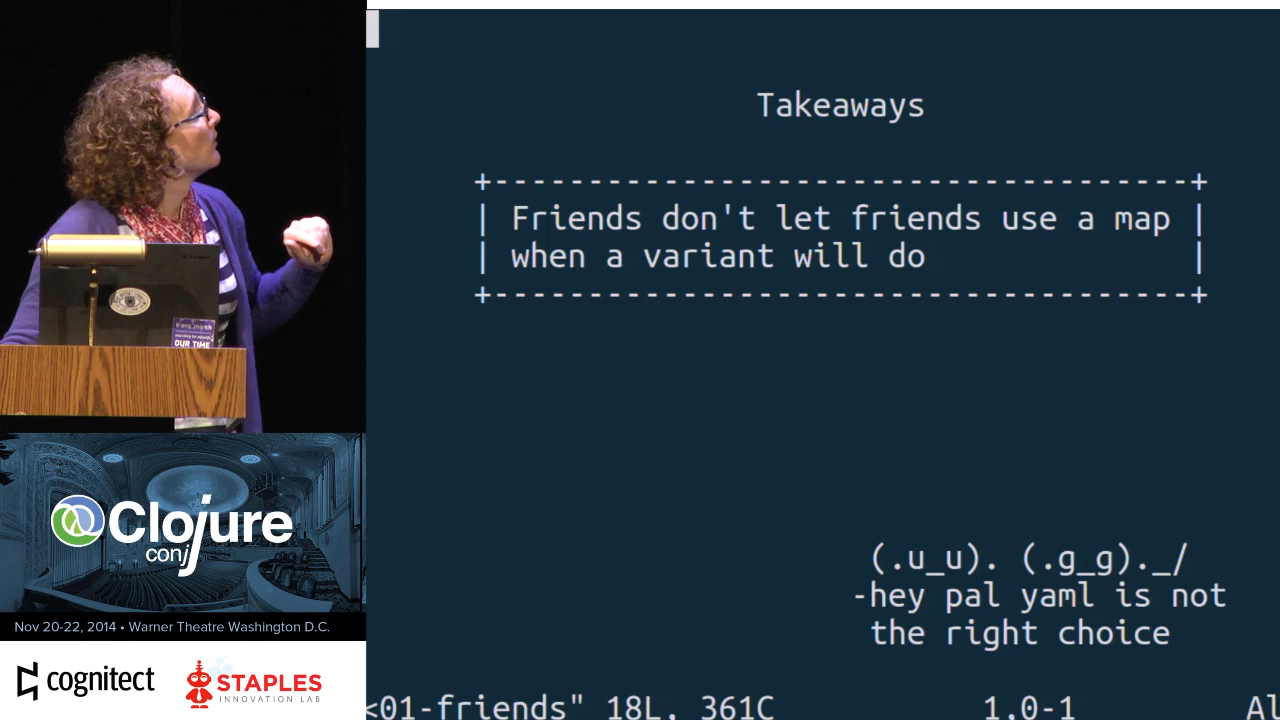 Takeaways
+-------------------------------------+
| Friends don't let friends use a map |
| when a variant will do |
+-------------------------------------+
(.u_u). (.g_g)._/
-hey pal yaml is not
the right choice
<01-friends" 18L, 361C 1,0-1 Al
OUR TIME
Clojure
conj
Nov 20-22, 2014 • Warner Theatre Washington D.C.
cognitect
STAPLES
INNOVATION LAB